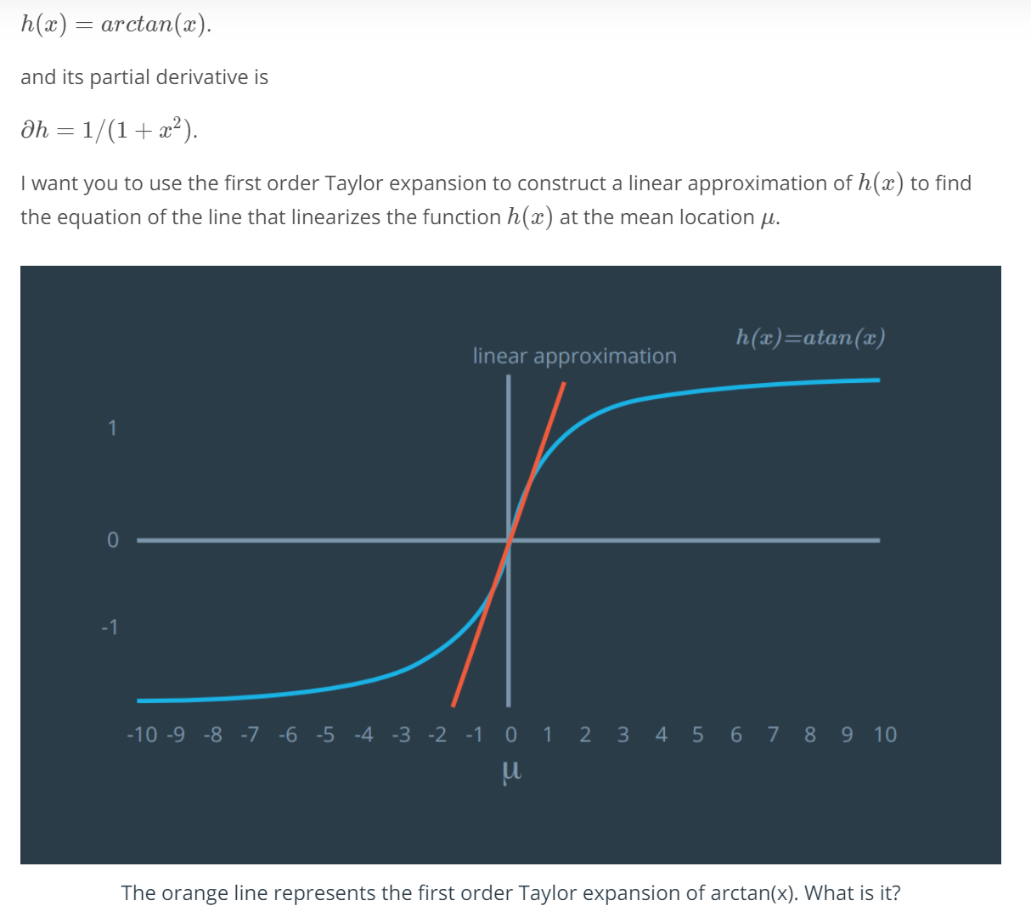 h(x) = arctan(x).
and its partial derivative is
∂h = 1/(1 + x²).
I want you to use the first order Taylor expansion to construct a linear approximation of h(x) to find
the equation of the line that linearizes the function h(x) at the mean location μ.
h(x)=atan(x)
linear approximation
1
0
-1
-10 -9 -8 -7 -6 -5 -4 -3 -2 -1 0 1 2 3 4 5 6 7 8 9 10
μ
The orange line represents the first order Taylor expansion of arctan(x). What is it?